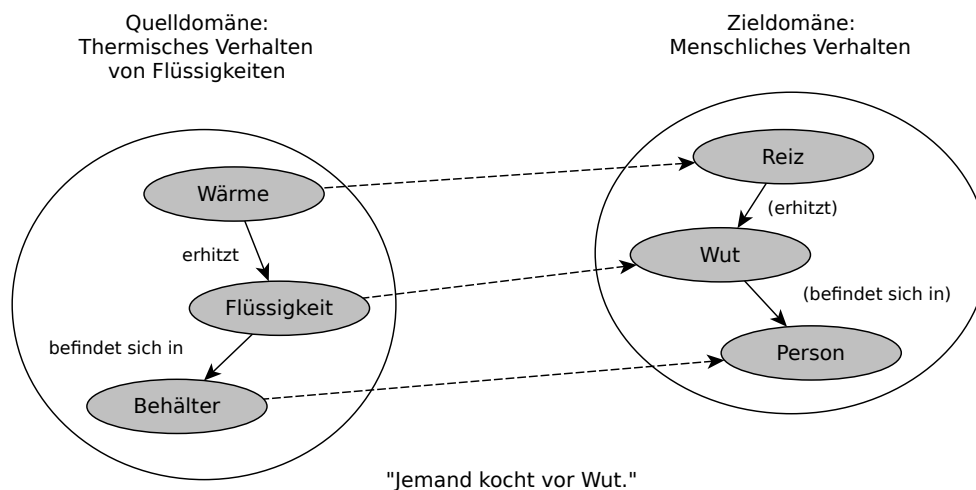 Quelldomäne:
Thermisches Verhalten
von Flüssigkeiten
Wärme
erhitzt
Flüssigkeit
befindet sich in
Behälter
Zieldomäne:
Menschliches Verhalten
Reiz
(erhitzt)
Wut
(befindet sich in)
Person
"Jemand kocht vor Wut."